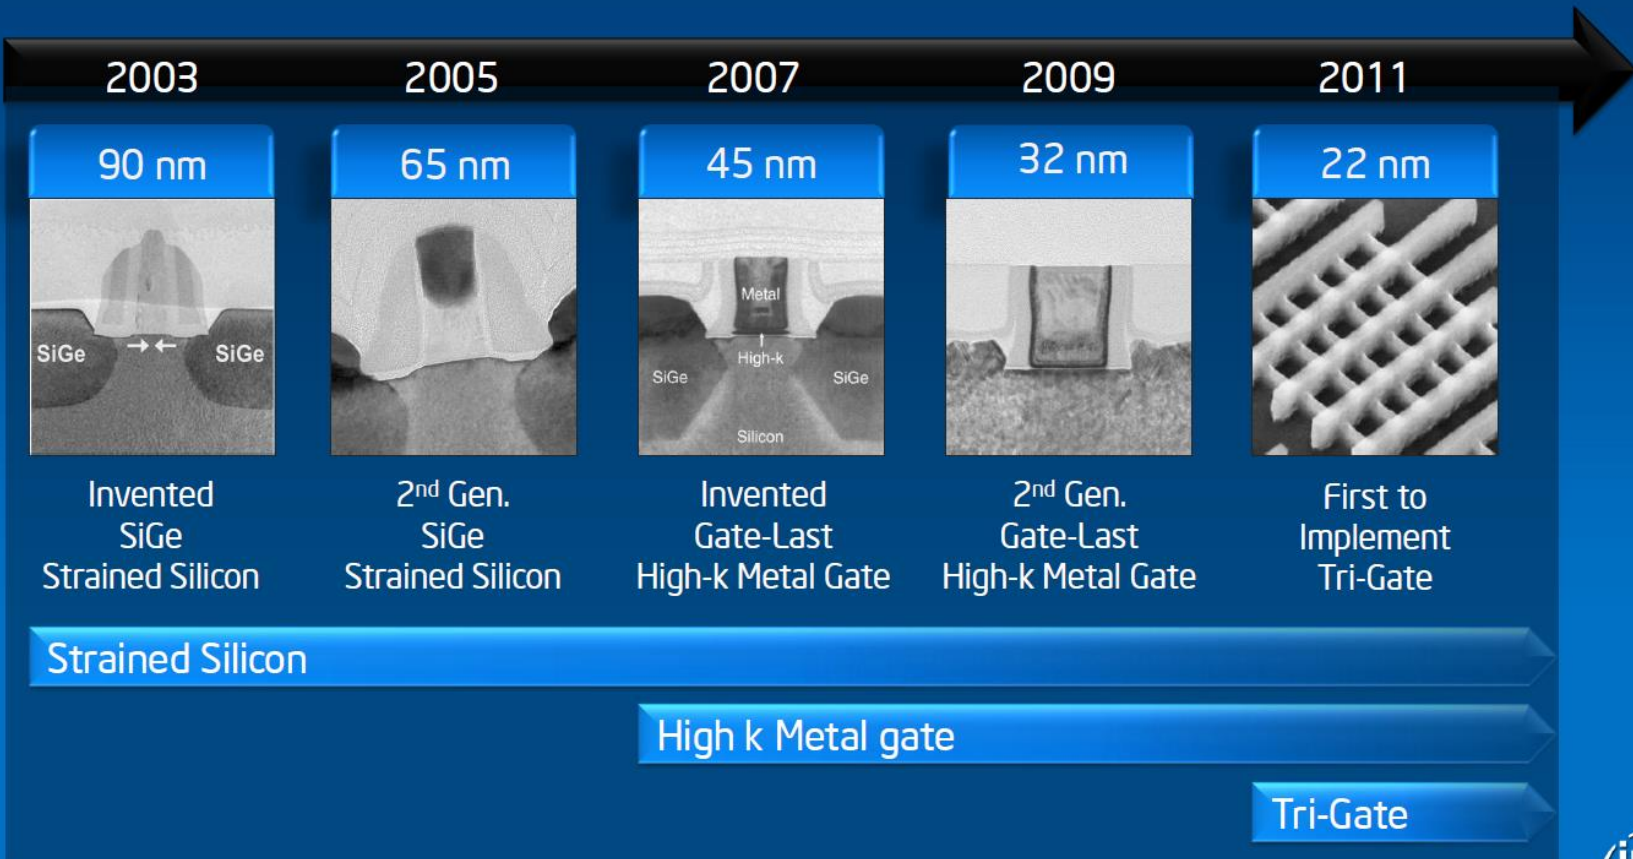 2003 2005 2007 2009 2011
90 nm 65 nm 45 nm 32 nm 22 nm
SiGe SiGe
Metal
High-k
SiGe SiGe
Silicon
Invented
SiGe
Strained Silicon
2nd Gen.
SiGe
Strained Silicon
Invented
Gate-Last
High-k Metal Gate
2nd Gen.
Gate-Last
High-k Metal Gate
First to
Implement
Tri-Gate
Strained Silicon
High k Metal gate
Tri-Gate